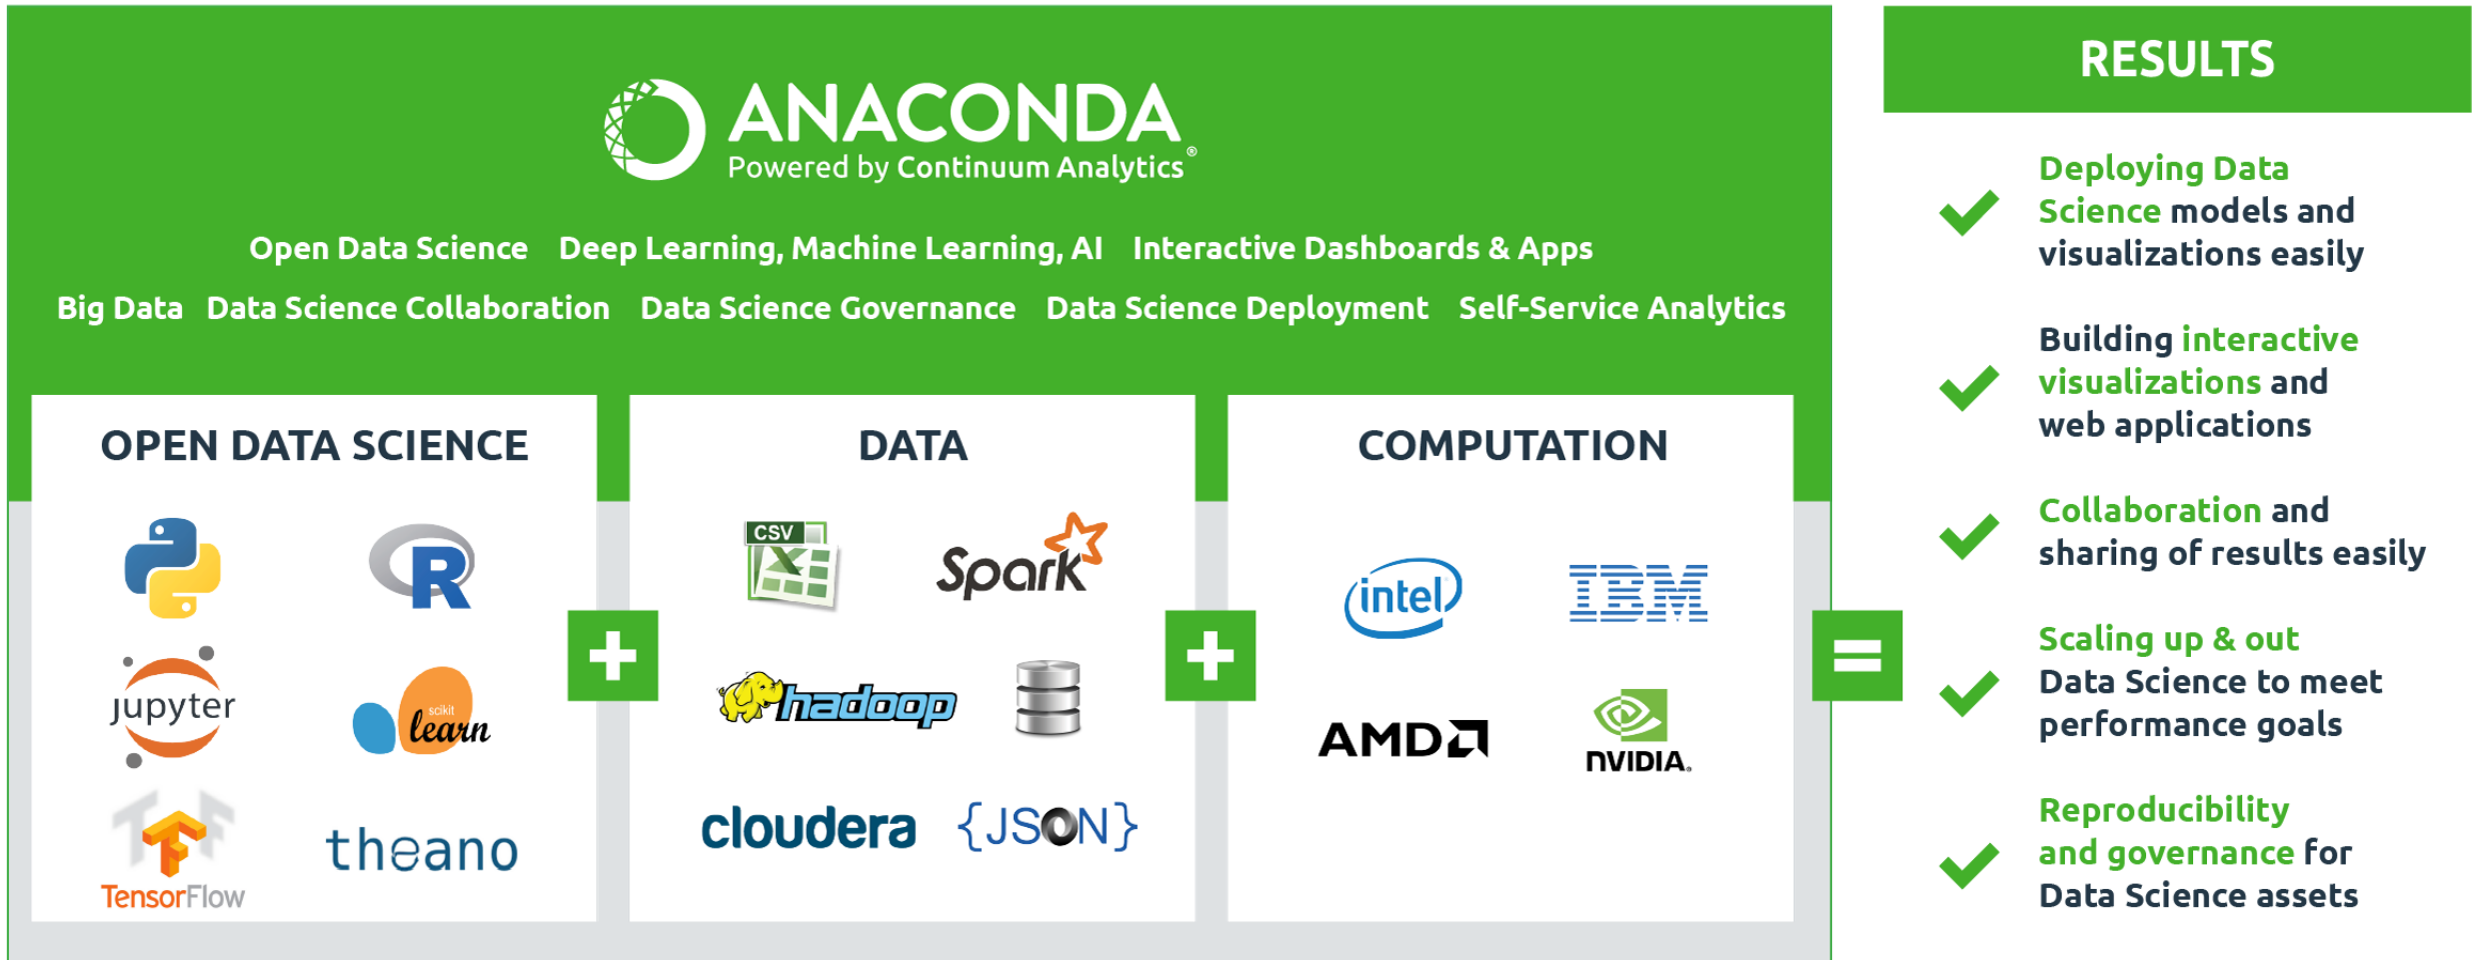 ANACONDA
Powered by Continuum Analytics®
Open Data Science Deep Learning, Machine Learning, AI Interactive Dashboards & Apps
Big Data Data Science Collaboration Data Science Governance Data Science Deployment Self-Service Analytics
OPEN DATA SCIENCE
R
jupyter
scikit
learn
TensorFlow
theano
+
DATA
CSV
X
Spark
hadoop
cloudera
{JSON}
+
COMPUTATION
intel
IBM
AMD
NVIDIA.
=
RESULTS
Deploying Data
Science models and
visualizations easily
Building interactive
visualizations and
web applications
Collaboration and
sharing of results easily
Scaling up & out
Data Science to meet
performance goals
Reproducibility
and governance for
Data Science assets